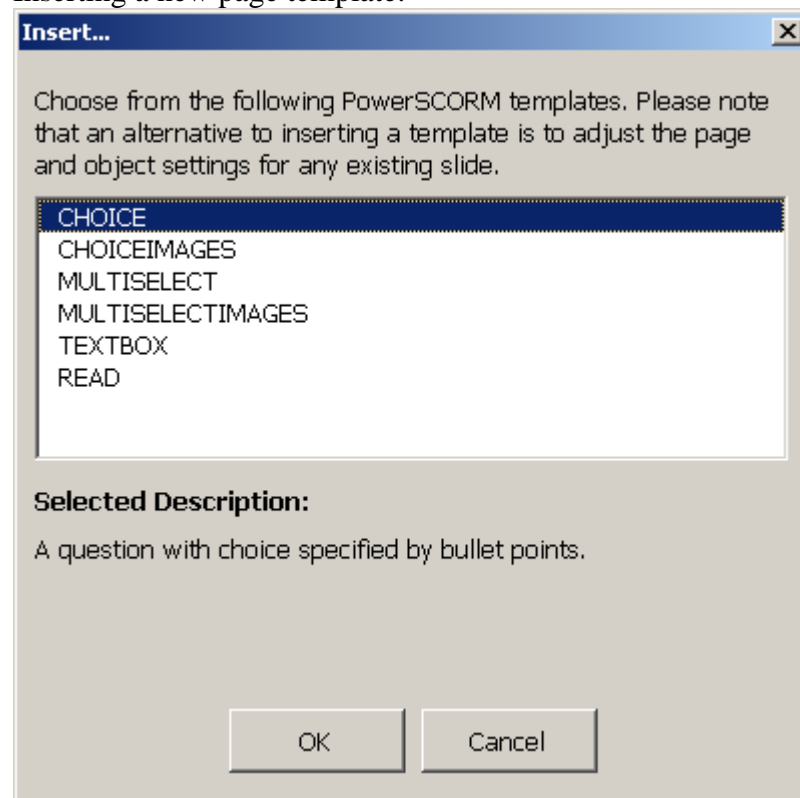 Inserting a new page template:
Insert...
Choose from the following PowerSCORM templates. Please note
that an alternative to inserting a template is to adjust the page
and object settings for any existing slide.
CHOICE
CHOICEIMAGES
MULTISELECT
MULTISELECTIMAGES
TEXTBOX
READ
Selected Description:
A question with choice specified by bullet points.
OK
Cancel